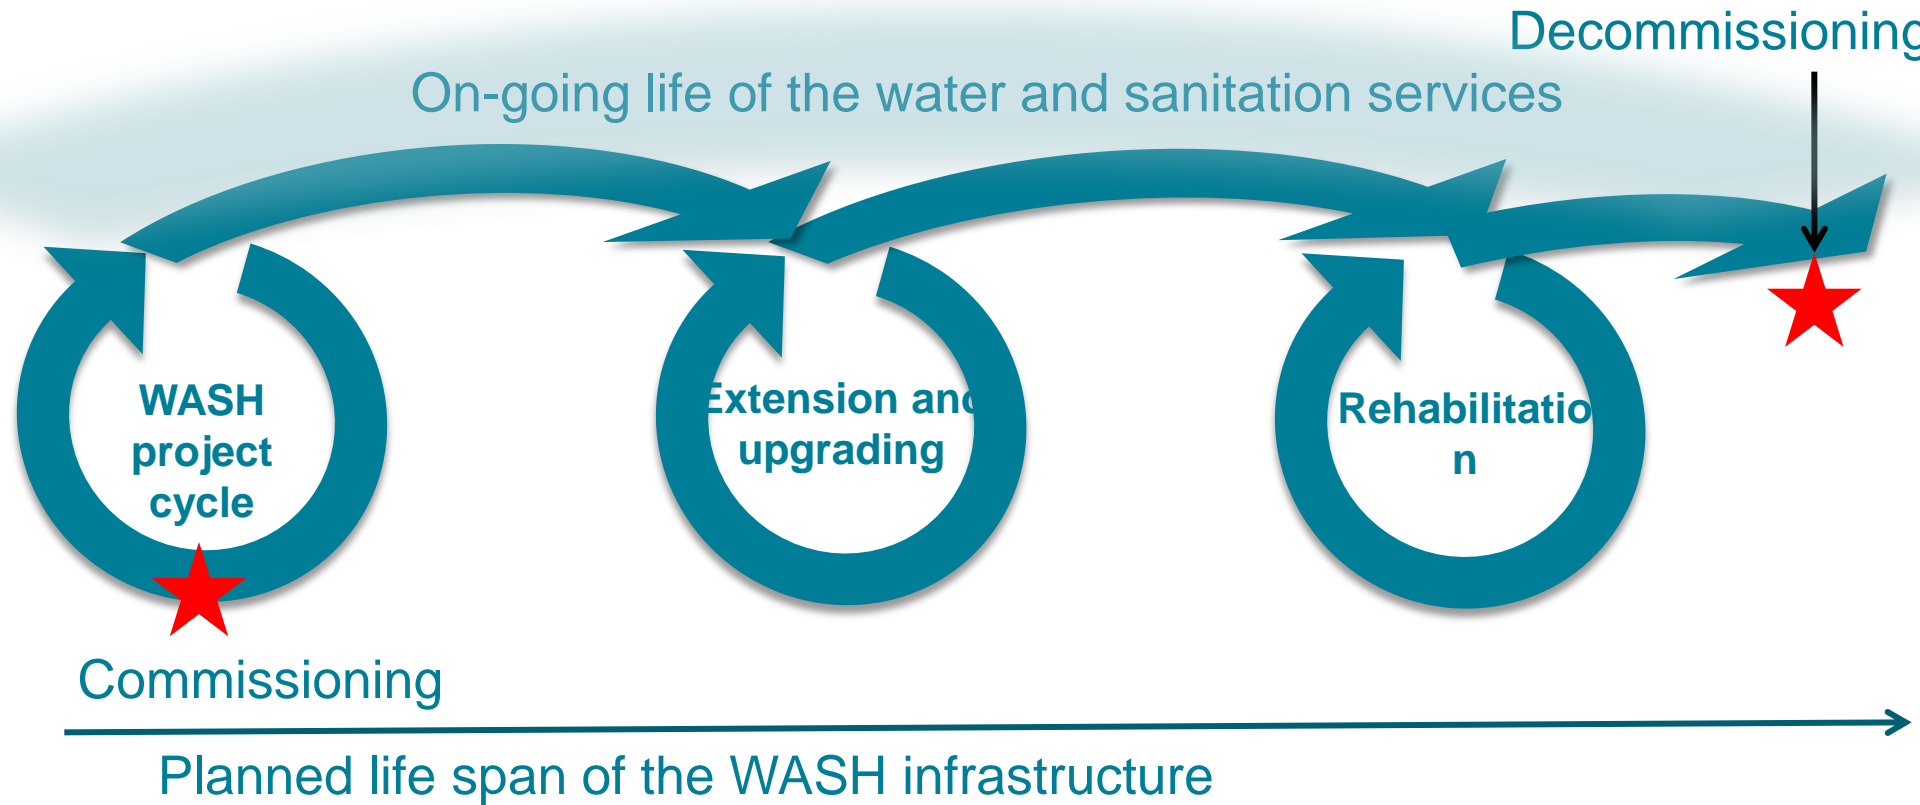 Decommissioning
On-going life of the water and sanitation services
WASH
project
cycle
Extension and
upgrading
Rehabilitatio
n
Commissioning
Planned life span of the WASH infrastructure